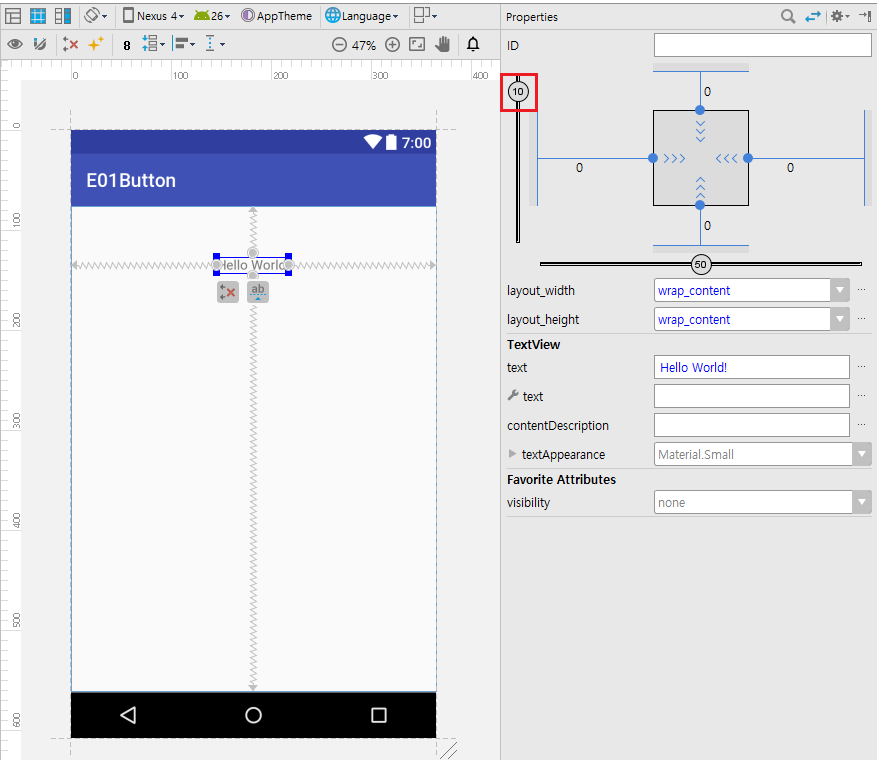 Nexus 4 26 AppTheme Language
Properties
8 47%
ID
0 100 200 300 400
10
0
0 0
0
50
0
100
200
300
400
500
600
7:00
E01Button
Hello World
ab
layout_width wrap_content ...
layout_height wrap_content ...
TextView
text Hello World! ...
text ...
contentDescription ...
textAppearance Material.Small
Favorite Attributes
visibility none